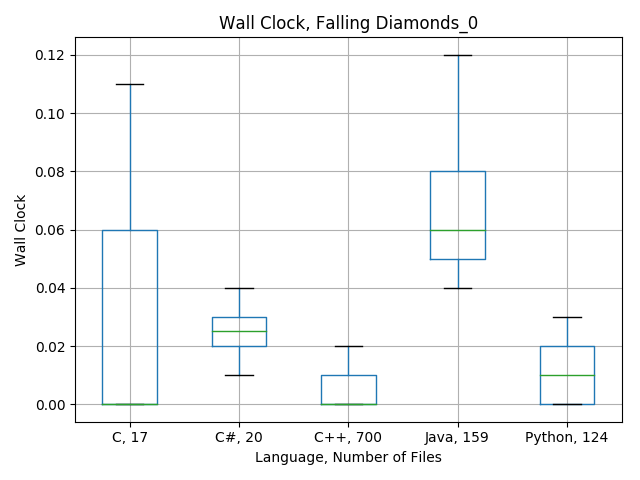 Wall Clock, Falling Diamonds_0
0.12
0.10
0.08
0.06
0.04
0.02
0.00
Wall Clock
C, 17
C#, 20
C++, 700
Java, 159
Python, 124
Language, Number of Files